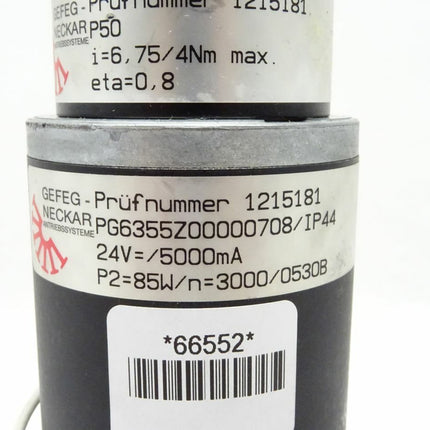 GEFEG - Prüfnummer 1215181
NECKAR P50
ANTRIEBSSYSTEME
i=6,75/4Nm max.
eta=0,8
GEFEG - Prüfnummer 1215181
NECKAR PG6355Z00000708/IP44
ANTRIEBSSYSTEME
24V=/5000mA
P2=85W/n=3000/0530B
*66552*